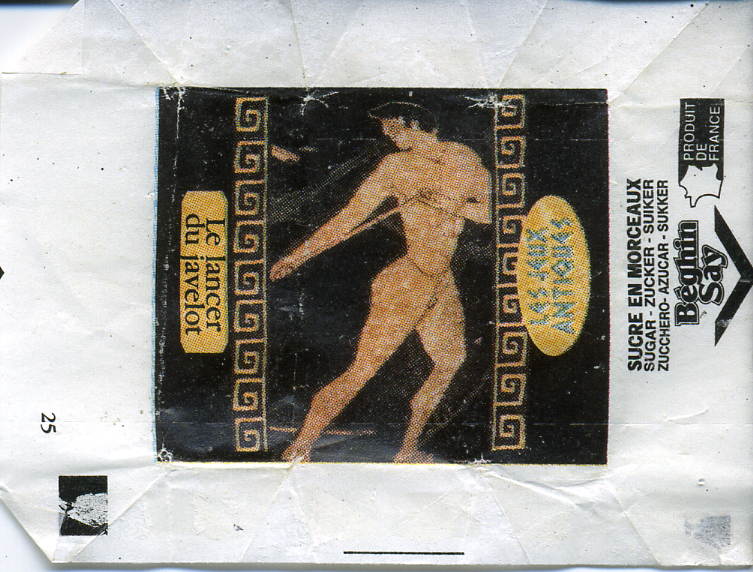 PRODUIT
DE
FRANCE
Béghin
Say
SUCRE EN MORCEAUX
SUGAR - ZUCKER - SUIKER
ZUCCHERO - AZUCAR - SUKKER
LES JEUX
ANTIQUES
Le lancer
du javelot
25